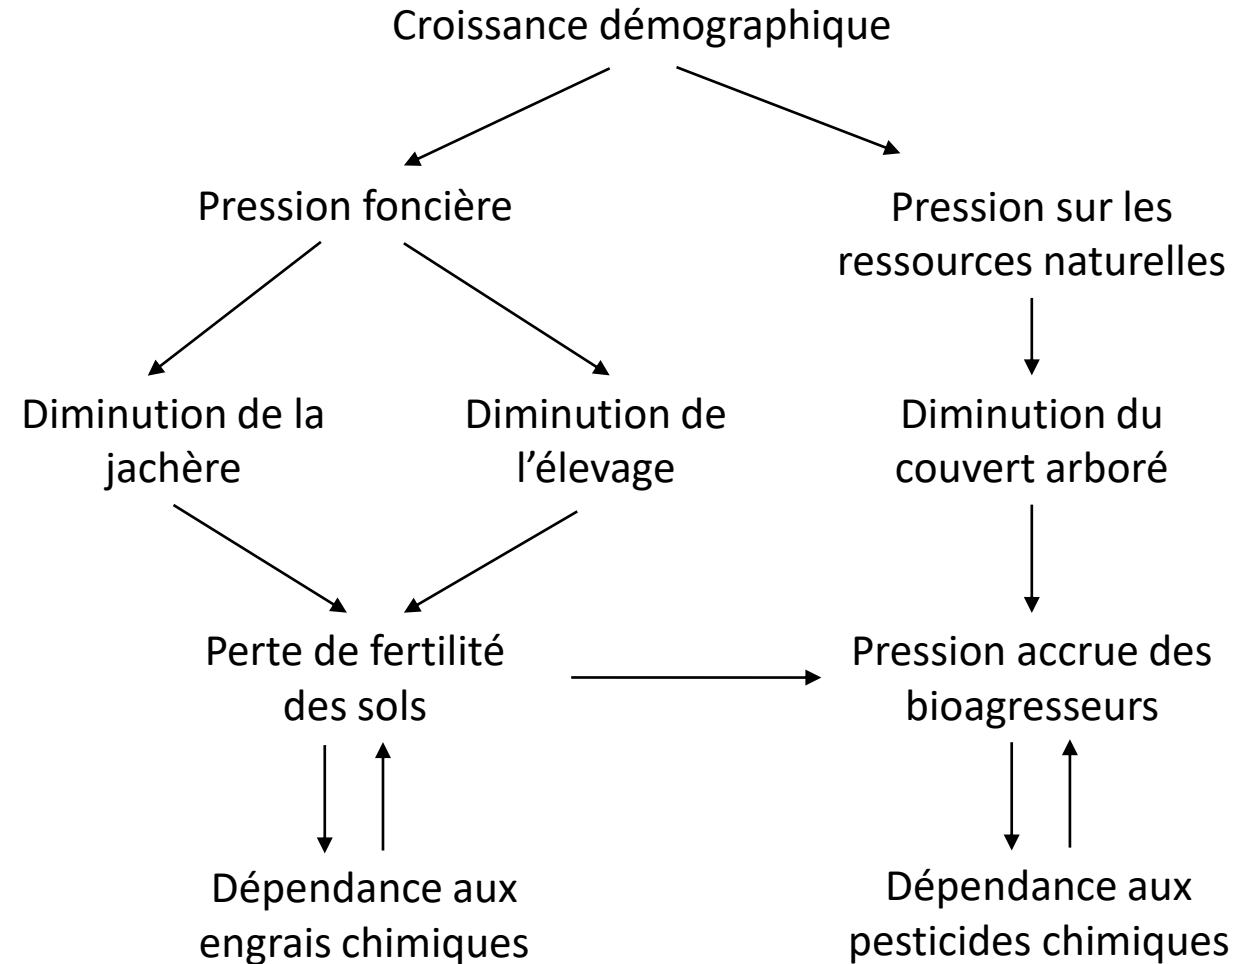 Croissance démographique
Pression foncière
Pression sur les
ressources naturelles
Diminution de la
jachère
Diminution de
l’élevage
Diminution du
couvert arboré
Perte de fertilité
des sols
Pression accrue des
bioagresseurs
Dépendance aux
engrais chimiques
Dépendance aux
pesticides chimiques